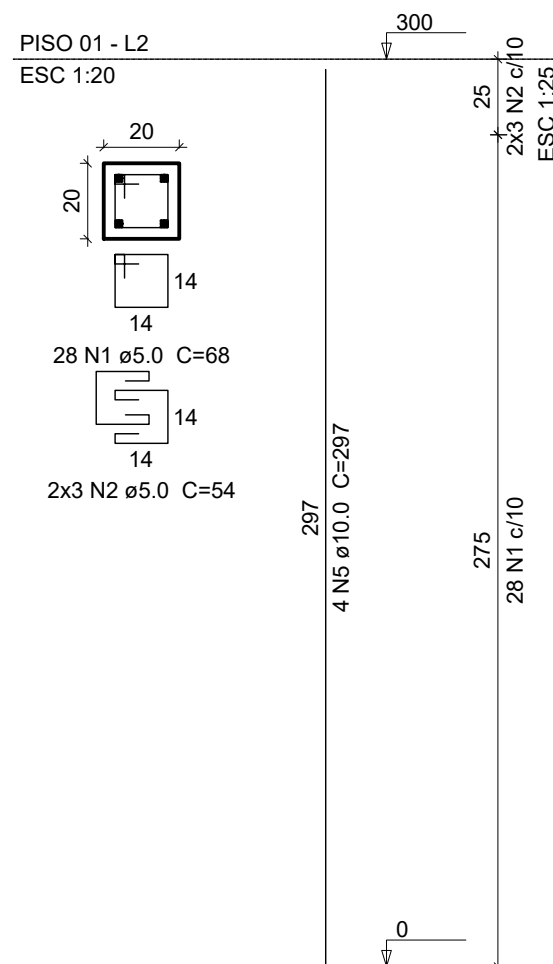 PISO 01 - L2
ESC 1:20
300
25
2x3 N2 c/10
ESC 1:25
20
20
14
14
28 N1 ø5.0 C=68
14
14
2x3 N2 ø5.0 C=54
297
4 N5 ø10.0 C=297
275
28 N1 c/10
0